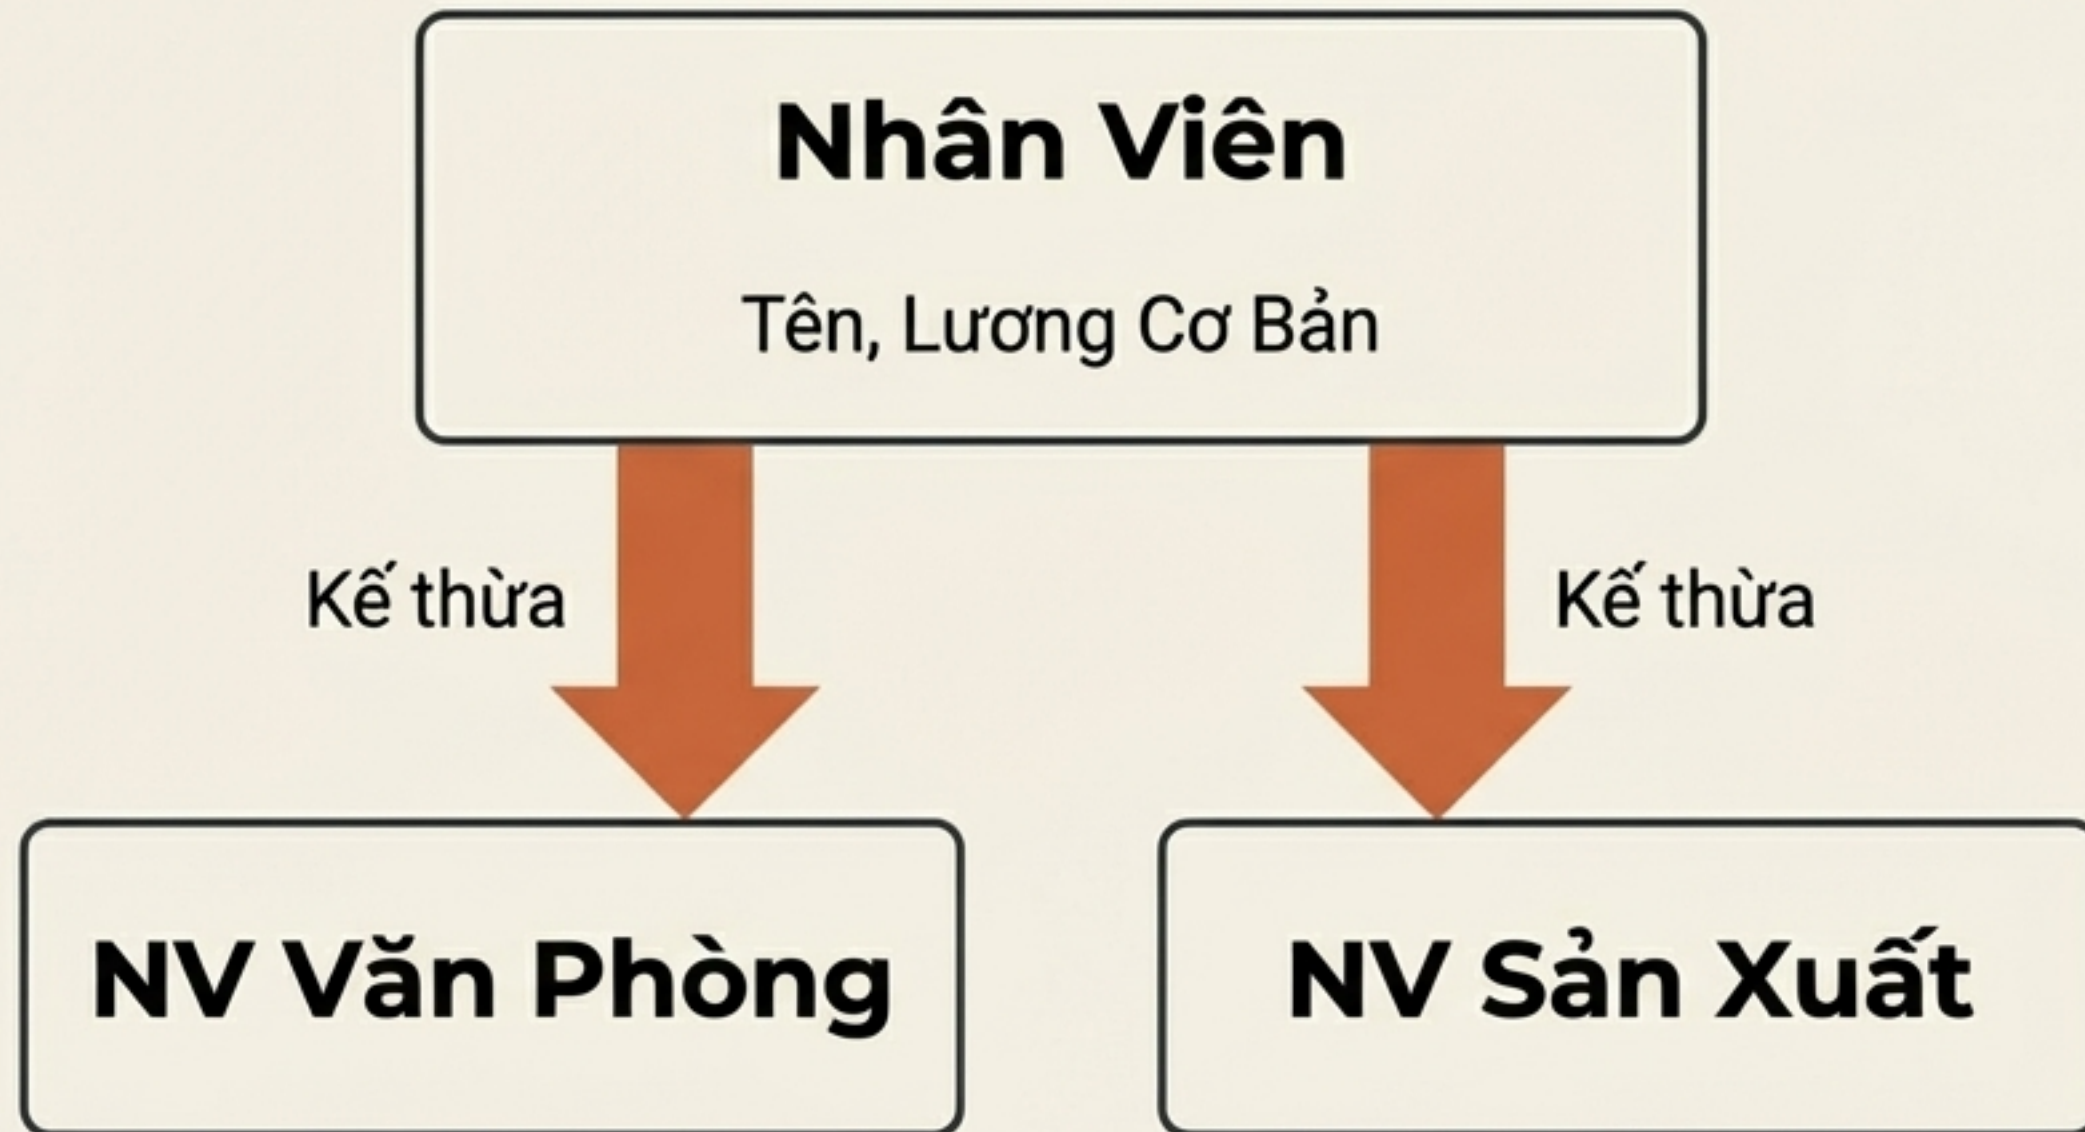 Nhân Viên
Tên, Lương Cơ Bản
Kế thừa
Kế thừa
NV Văn Phòng
NV Sản Xuất